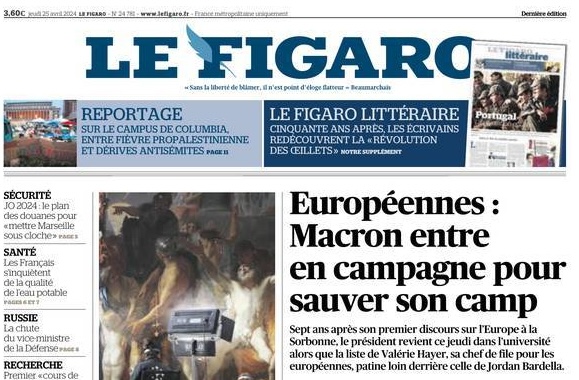 3,60€ jeudi 25 avril 2024 LE FIGARO - N° 24 781 - www.lefigaro.fr - France métropolitaine uniquement
Dernière édition
LE FIGARO
« Sans la liberté de blâmer, il n'est point d'éloge flatteur » Beaumarchais
REPORTAGE
SUR LE CAMPUS DE COLUMBIA,
ENTRE FIÈVRE PROPALESTINIENNE
ET DÉRIVES ANTISÉMITES PAGE 11
LE FIGARO LITTÉRAIRE
CINQUANTE ANS APRÈS, LES ÉCRIVAINS
REDÉCOUVRENT LA « RÉVOLUTION
DES ŒILLETS » NOTRE SUPPLÉMENT
littéraire
Portugal
SÉCURITÉ
JO 2024 : le plan
des douanes pour
«mettre Marseille
sous cloche» PAGE 5
SANTÉ
Les Français
s'inquiètent
de la qualité
de l'eau potable
PAGES 6 ET 7
RUSSIE
La chute
du vice-ministre
de la Défense PAGE 8
RECHERCHE
Premier «cours de
Européennes :
Macron entre
en campagne pour
sauver son camp
Sept ans après son premier discours sur l'Europe à la
Sorbonne, le président revient ce jeudi dans l'université
alors que la liste de Valérie Hayer, sa chef de file pour les
européennes, patine loin derrière celle de Jordan Bardella.